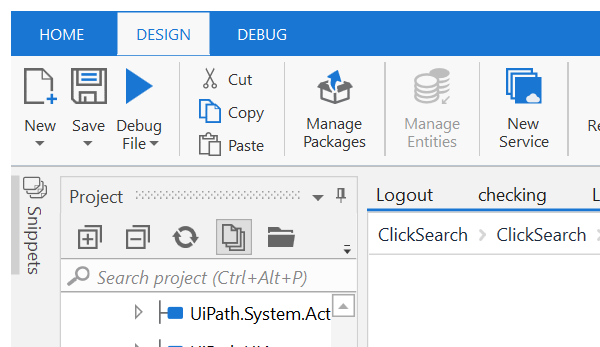 HOME DESIGN DEBUG
New Save Debug File
Cut
Copy
Paste
Manage Packages
Manage Entities
New Service
Snippets
Project
Logout checking
ClickSearch ClickSearch
Search project (Ctrl+Alt+P)
UiPath.System.Act